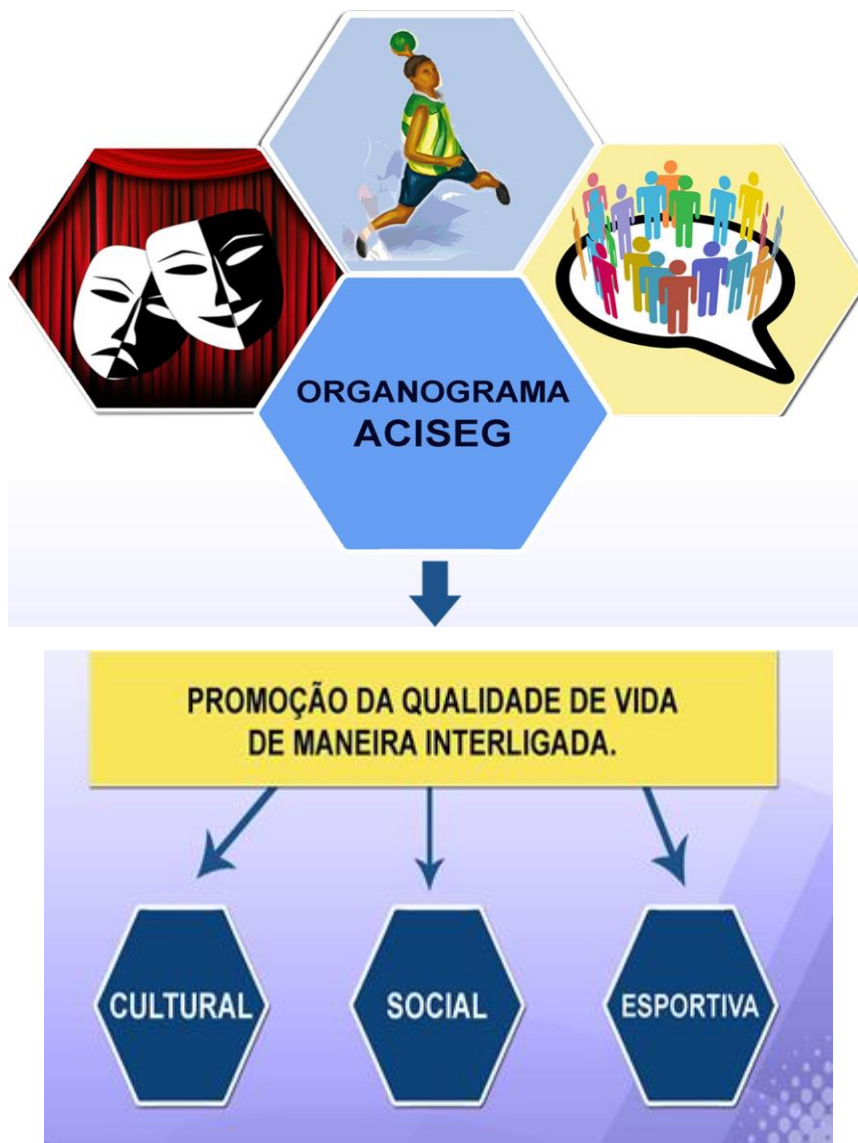 ORGANOGRAMA
ACISEG
PROMOÇÃO DA QUALIDADE DE VIDA
DE MANEIRA INTERLIGADA.
CULTURAL
SOCIAL
ESPORTIVA